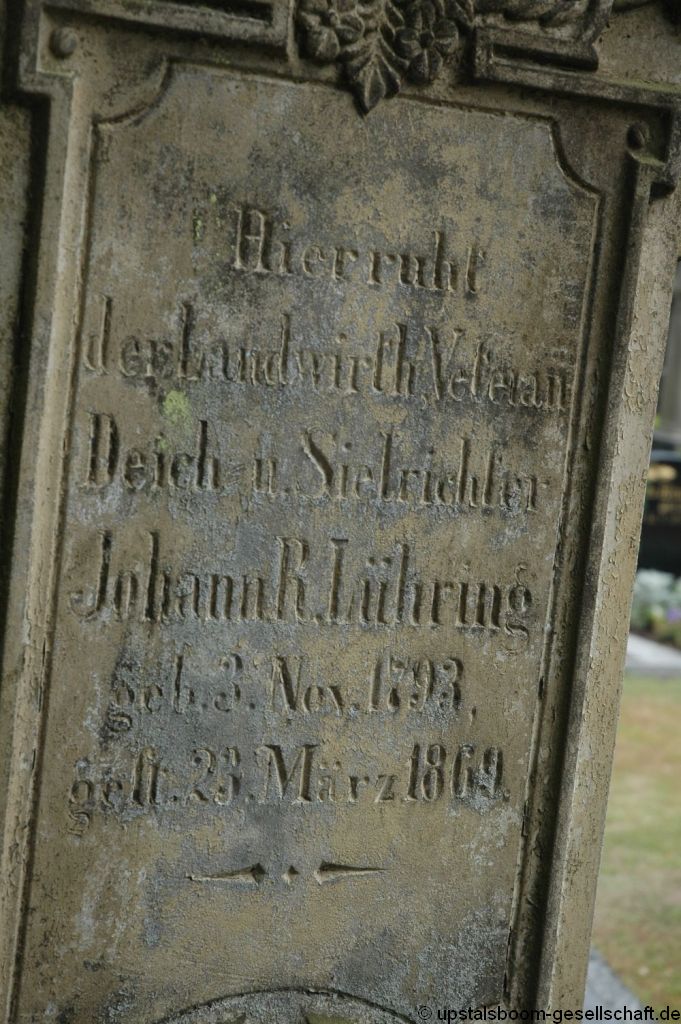 Hier ruht
der Landwirth, Veteran
Deich u. Sielrichter
Johann R. Lühring
geb. 3. Nov. 1793,
gest. 23. März 1869.
© upstalsboom-gesellschaft.de